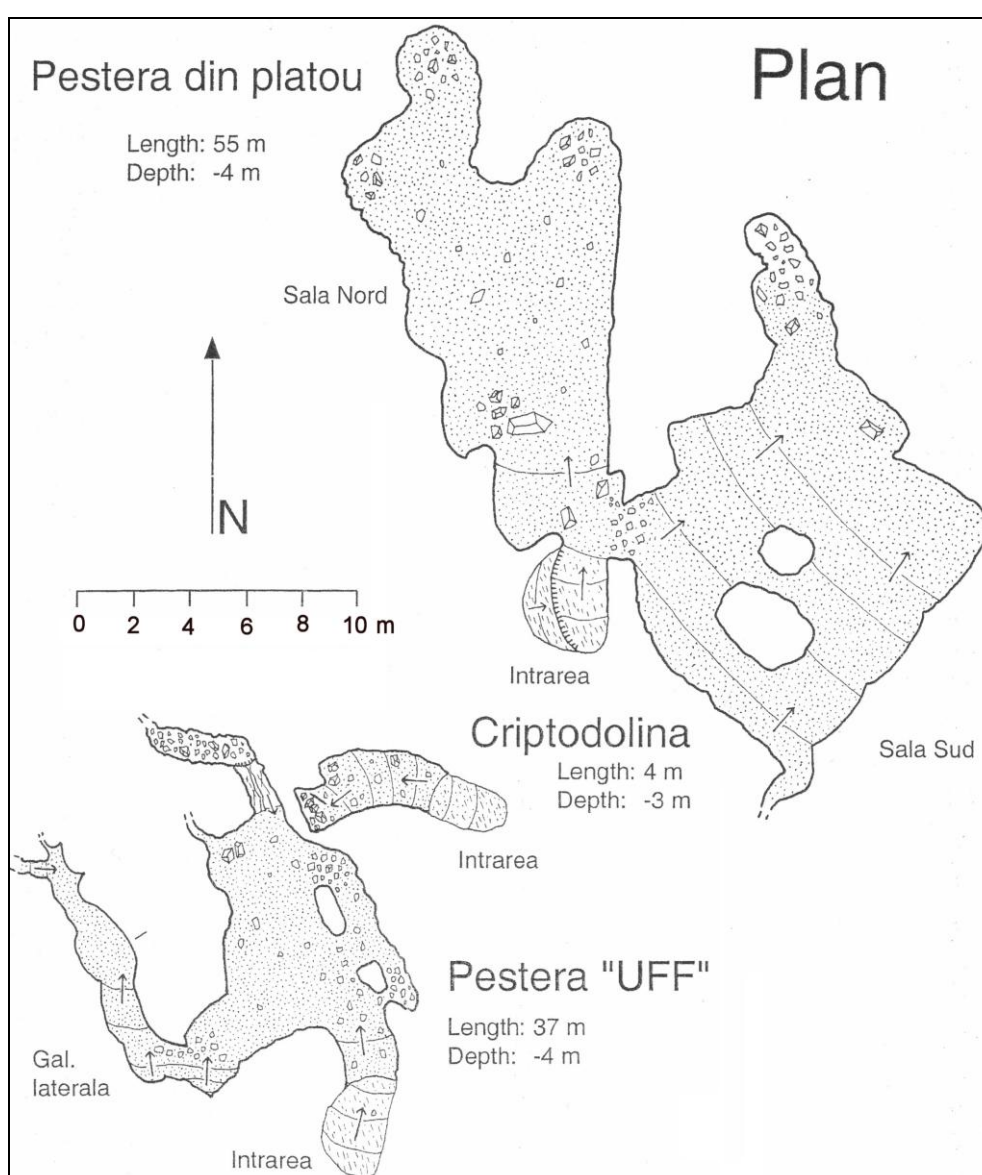 Pestera din platou
Length: 55 m
Depth: -4 m
Plan
Sala Nord
N
0 2 4 6 8 10 m
Intrarea
Criptodolina
Length: 4 m
Depth: -3 m
Sala Sud
Intrarea
Pestera "UFF"
Length: 37 m
Depth: -4 m
Gal.
laterala
Intrarea